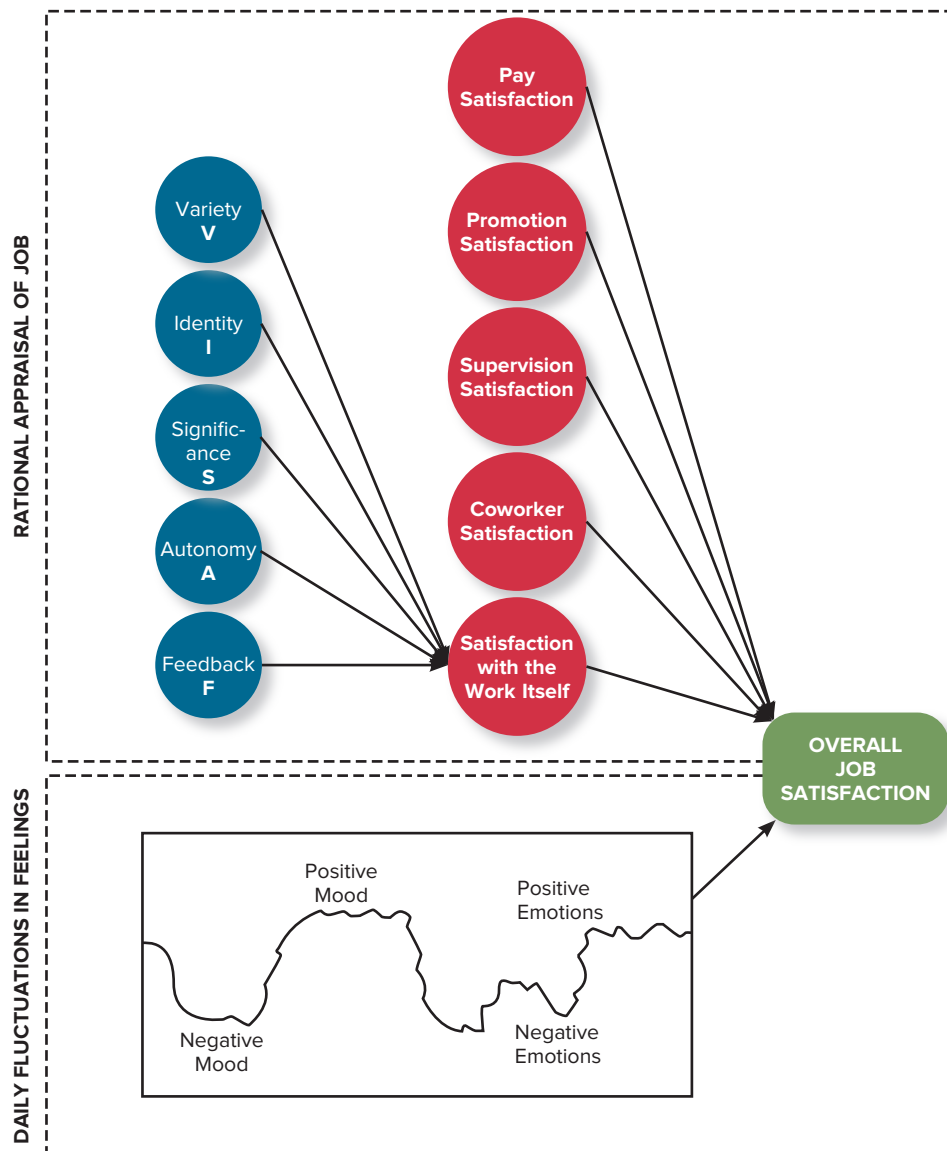 RATIONAL APPRAISAL OF JOB
Variety
V
Identity
I
Signific-
ance
S
Autonomy
A
Feedback
F
Pay
Satisfaction
Promotion
Satisfaction
Supervision
Satisfaction
Coworker
Satisfaction
Satisfaction
with the
Work Itself
OVERALL
JOB
SATISFACTION
DAILY FLUCTUATIONS IN FEELINGS
Positive
Mood
Negative
Mood
Positive
Emotions
Negative
Emotions